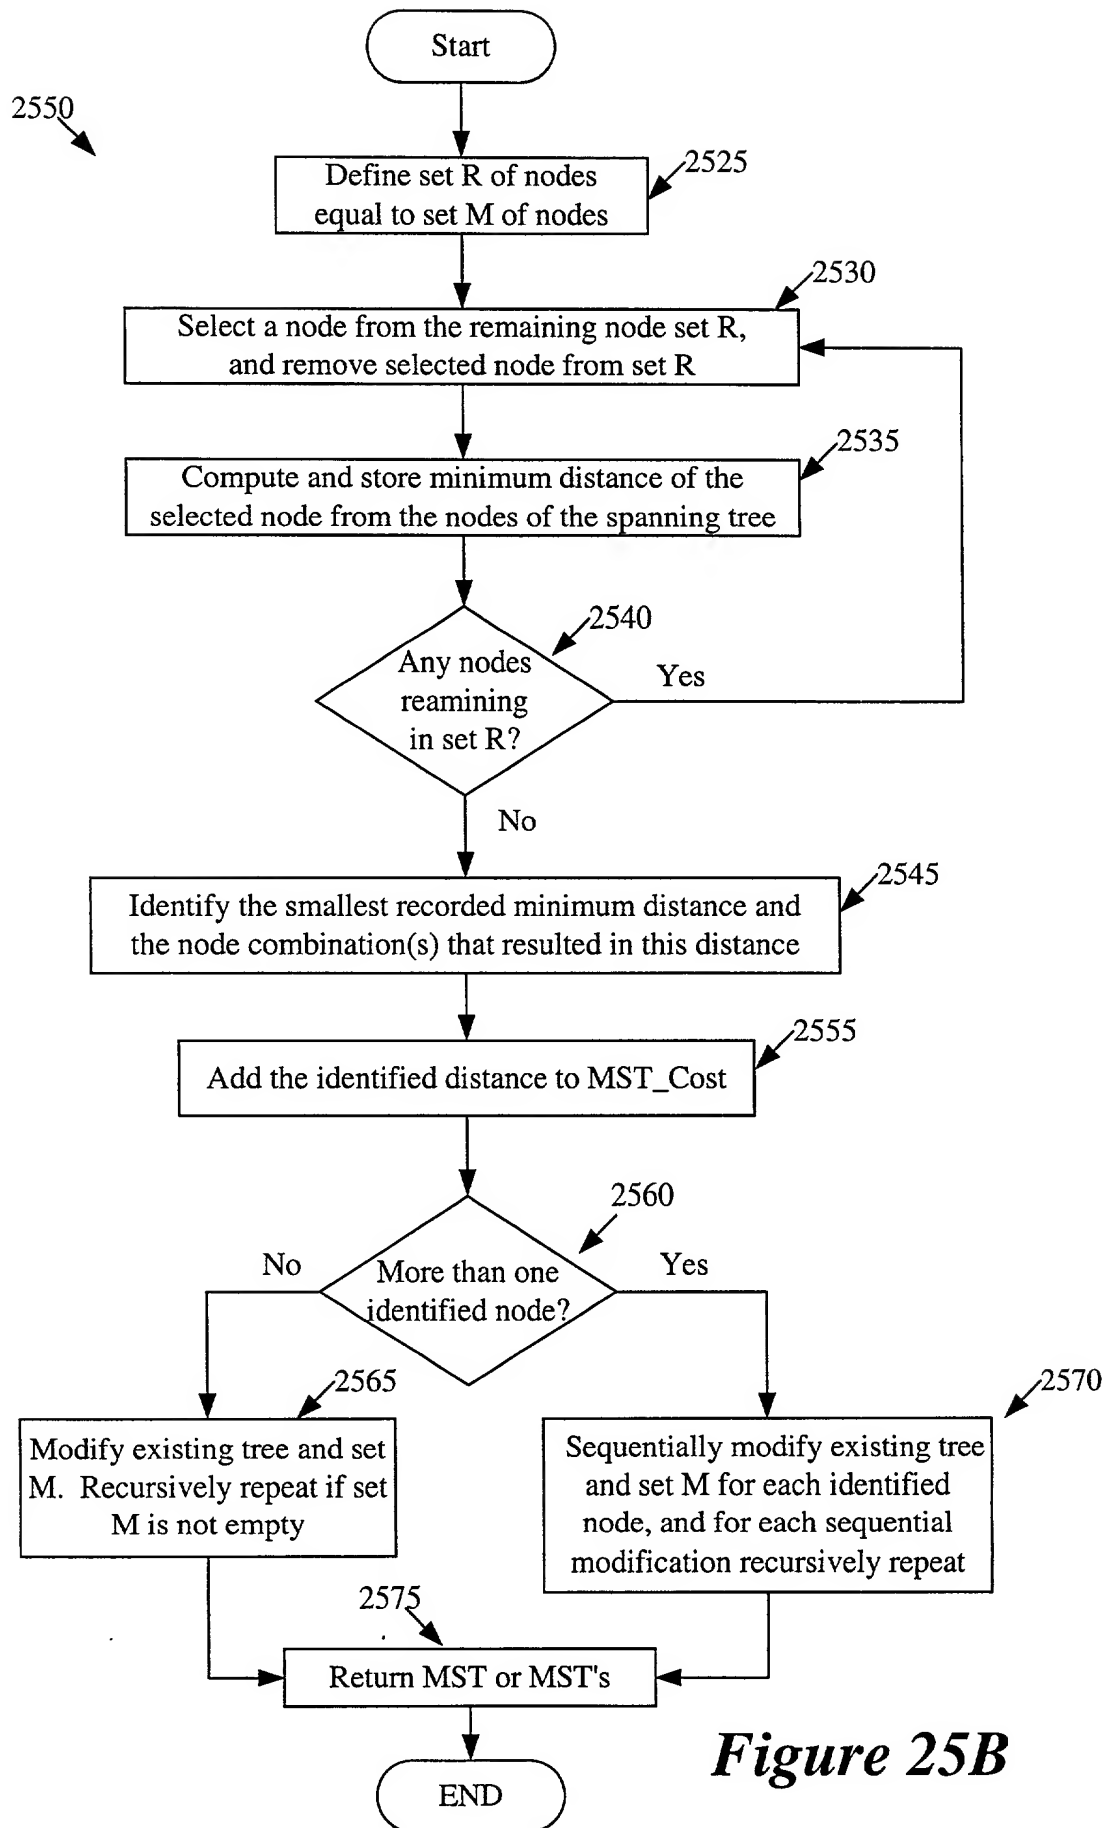 Start
2550
2525
Define set R of nodes
equal to set M of nodes
2530
Select a node from the remaining node set R,
and remove selected node from set R
2535
Compute and store minimum distance of the
selected node from the nodes of the spanning tree
2540
Any nodes
reamining
in set R?
Yes
No
2545
Identify the smallest recorded minimum distance and
the node combination(s) that resulted in this distance
2555
Add the identified distance to MST_Cost
2560
No
More than one
identified node?
Yes
2565
2570
Modify existing tree and set
M. Recursively repeat if set
M is not empty
Sequentially modify existing tree
and set M for each identified
node, and for each sequential
modification recursively repeat
2575
Return MST or MST's
Figure 25B
END